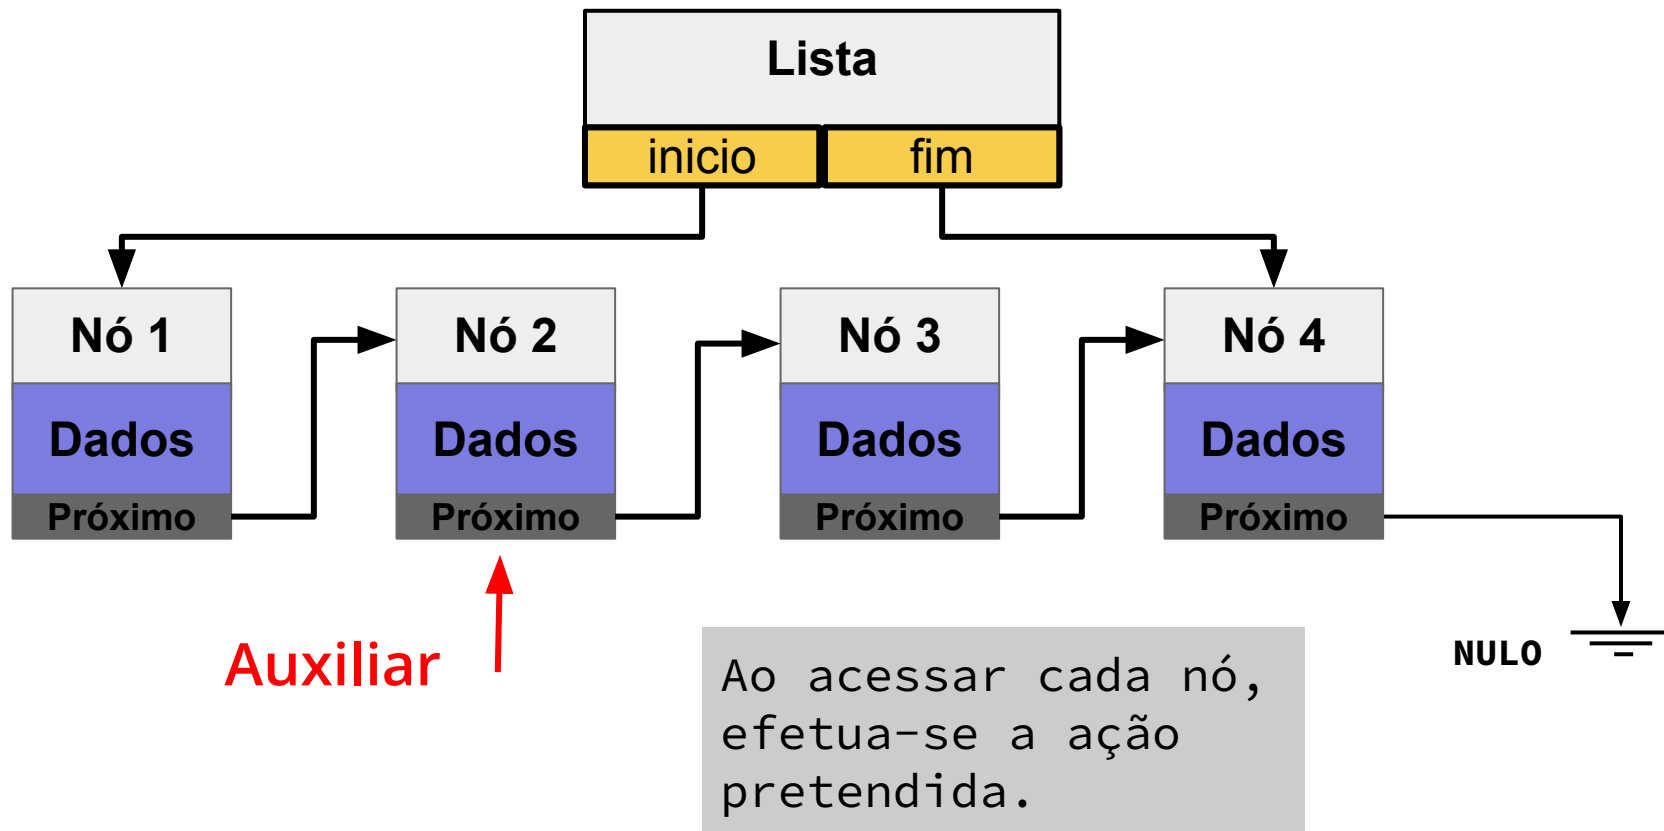 Lista
inicio fim
Nó 1 Nó 2 Nó 3 Nó 4
Dados Dados Dados Dados
Próximo Próximo Próximo Próximo
Auxiliar
NULO
Ao acessar cada nó,
efetua-se a ação
pretendida.